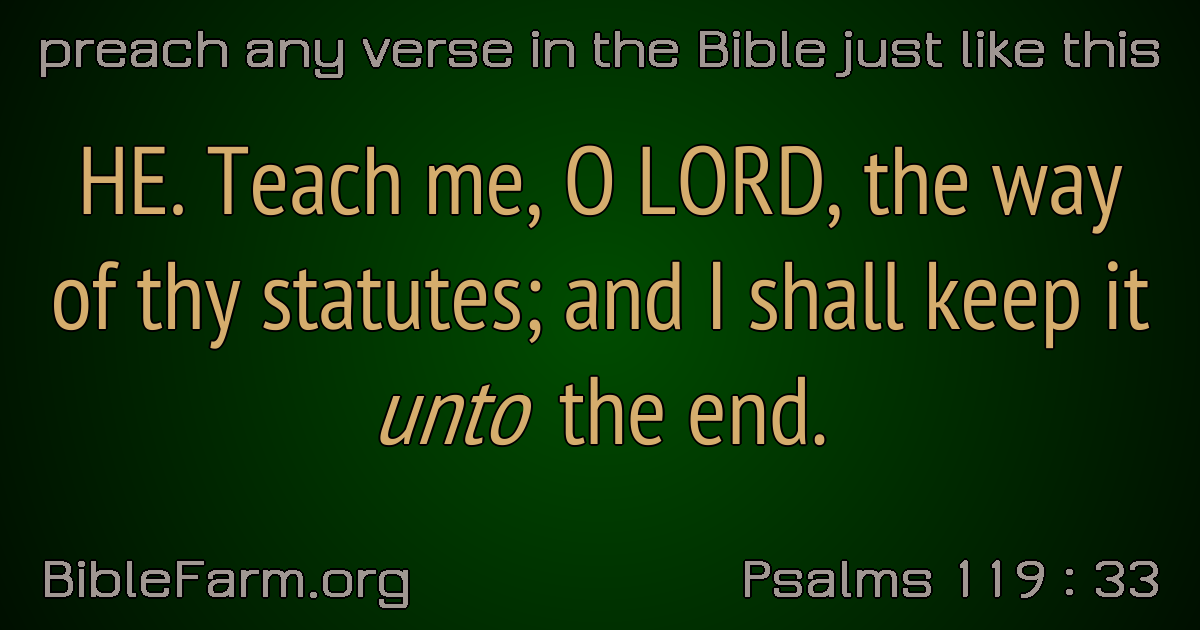 preach any verse in the Bible just like this
HE. Teach me, O LORD, the way
of thy statutes; and I shall keep it
unto the end.
BibleFarm.org
Psalms 119 : 33